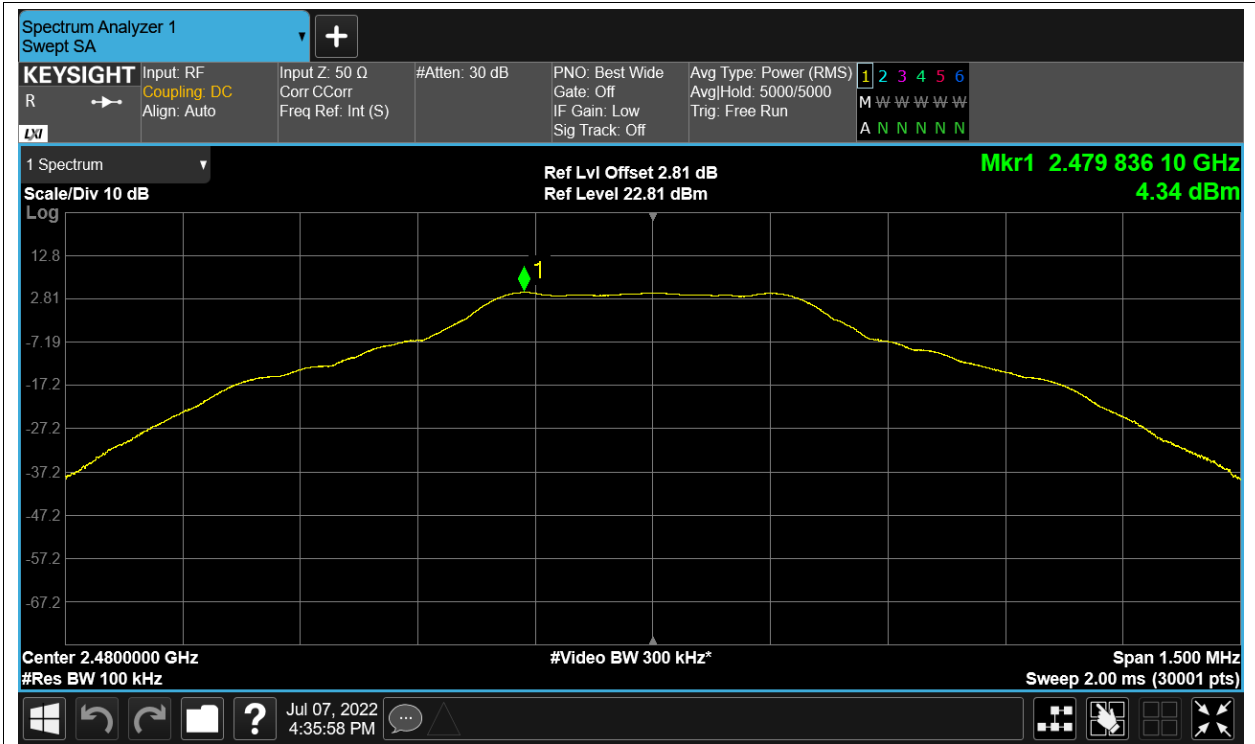 Spectrum Analyzer 1
Swept SA
+
KEYSIGHT
R
LXI
Input: RF
Coupling: DC
Align: Auto
Input Z: 50 Ω
Corr CCorr
Freq Ref: Int (S)
#Atten: 30 dB
PNO: Best Wide
Gate: Off
IF Gain: Low
Sig Track: Off
Avg Type: Power (RMS)
Avg|Hold: 5000/5000
Trig: Free Run
1 2 3 4 5 6
M W W W W W
A N N N N N
1 Spectrum
Scale/Div 10 dB
Log
Ref Lvl Offset 2.81 dB
Ref Level 22.81 dBm
Mkr1 2.479 836 10 GHz
4.34 dBm
1
12.8
2.81
-7.19
-17.2
-27.2
-37.2
-47.2
-57.2
-67.2
Center 2.4800000 GHz
#Res BW 100 kHz
#Video BW 300 kHz*
Span 1.500 MHz
Sweep 2.00 ms (30001 pts)
?
Jul 07, 2022
4:35:58 PM